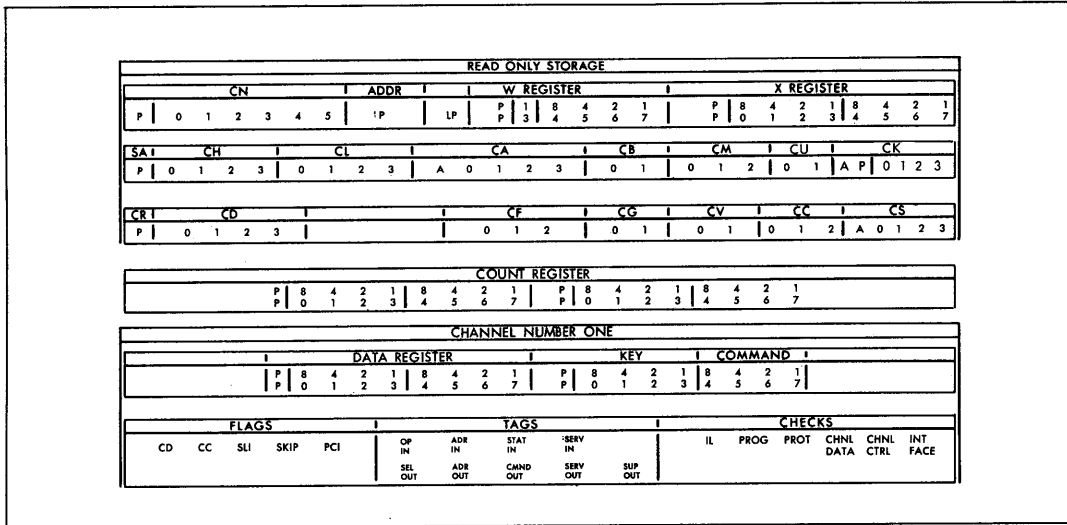 READ ONLY STORAGE
CN ADDR W REGISTER X REGISTER
P 1 8 4 2 1 P 8 4 2 1 8 4 2 1
P 0 1 2 3 4 5 1P LP P 3 4 5 6 7 P 0 1 2 3 4 5 6 7
SA CH CL CA CB CM CU CK
P 0 1 2 3 0 1 2 3 A 0 1 2 3 0 1 0 1 2 0 1 A P 0 1 2 3
CR CD CF CG CV CC CS
P 0 1 2 3 0 1 2 0 1 0 1 0 1 2 A 0 1 2 3
COUNT REGISTER
P 8 4 2 1 8 4 2 1 P 8 4 2 1 8 4 2 1
P 0 1 2 3 4 5 6 7 P 0 1 2 3 4 5 6 7
CHANNEL NUMBER ONE
DATA REGISTER KEY COMMAND
P 8 4 2 1 8 4 2 1 P 8 4 2 1 8 4 2 1
P 0 1 2 3 4 5 6 7 P 0 1 2 3 4 5 6 7
FLAGS TAGS CHECKS
CD CC SLI SKIP PCI OP ADR STAT SERV IL PROG PROT CHNL CHNL INT
IN IN IN IN DATA CTRL FACE
SEL ADR CMND SERV SUP
OUT OUT OUT OUT OUT